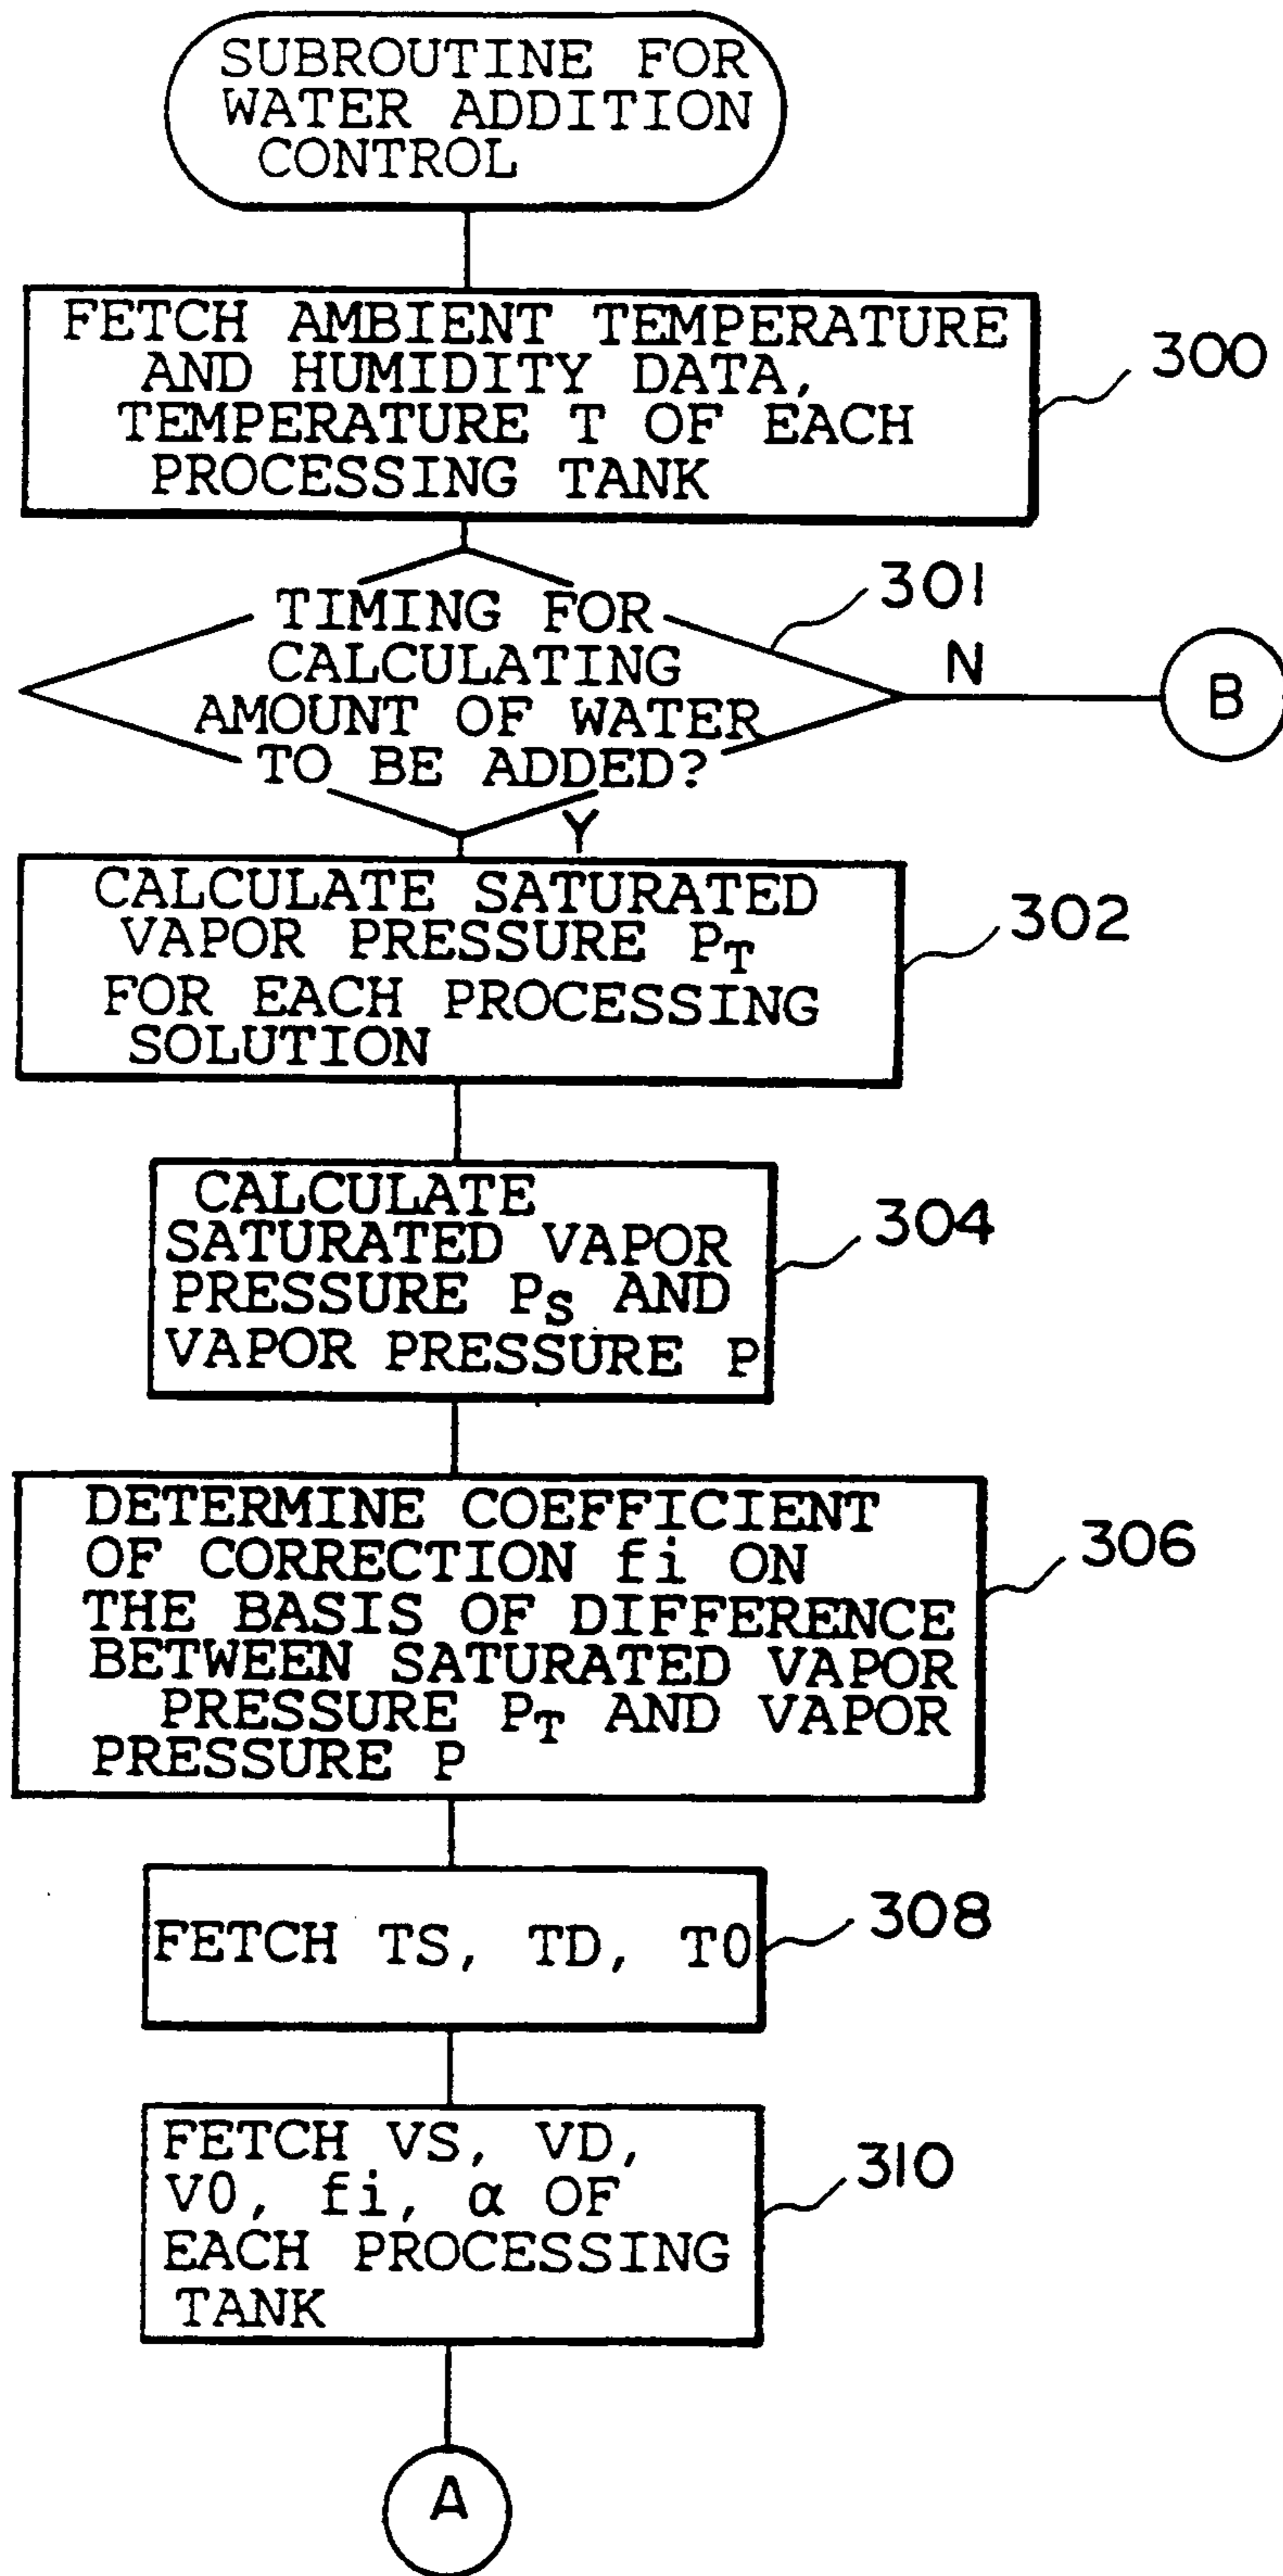 SUBROUTINE FOR
WATER ADDITION
CONTROL
FETCH AMBIENT TEMPERATURE
AND HUMIDITY DATA,
TEMPERATURE T OF EACH
PROCESSING TANK
300
TIMING FOR
CALCULATING
AMOUNT OF WATER
TO BE ADDED?
301
N
B
Y
CALCULATE SATURATED
VAPOR PRESSURE PT
FOR EACH PROCESSING
SOLUTION
302
CALCULATE
SATURATED VAPOR
PRESSURE PS AND
VAPOR PRESSURE P
304
DETERMINE COEFFICIENT
OF CORRECTION fi ON
THE BASIS OF DIFFERENCE
BETWEEN SATURATED VAPOR
PRESSURE PT AND VAPOR
PRESSURE P
306
FETCH TS, TD, T0
308
FETCH VS, VD,
V0, fi, α OF
EACH PROCESSING
TANK
310
A